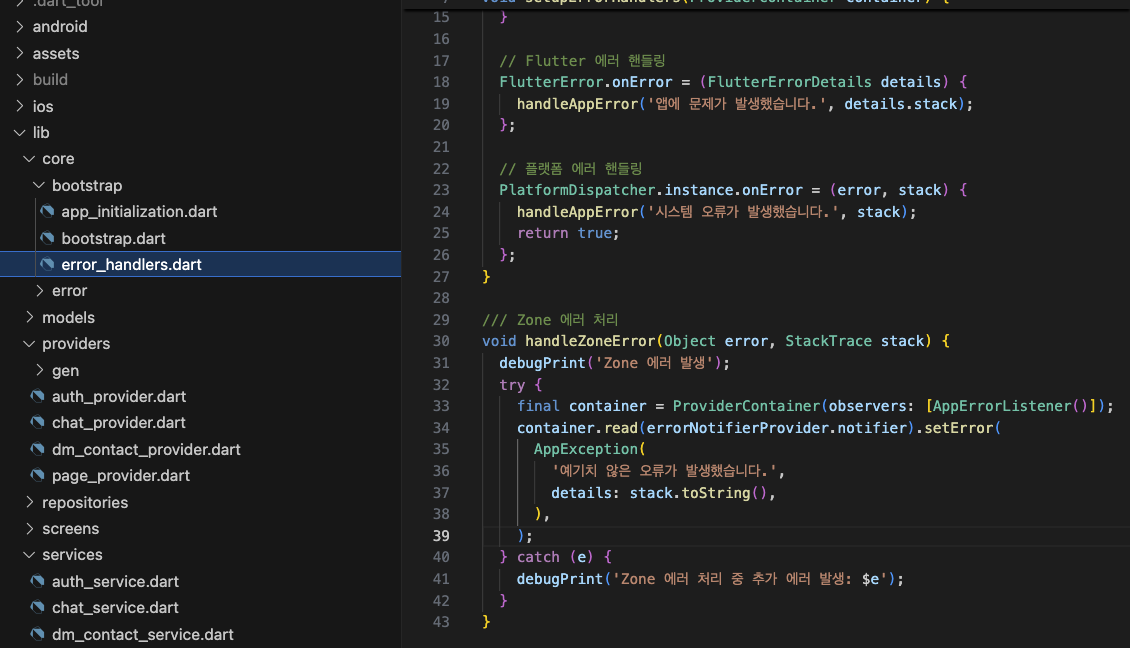 .dart_tool
android
assets
build
ios
lib
core
bootstrap
app_initialization.dart
bootstrap.dart
error_handlers.dart
error
models
providers
gen
auth_provider.dart
chat_provider.dart
dm_contact_provider.dart
page_provider.dart
repositories
screens
services
auth_service.dart
chat_service.dart
dm_contact_service.dart
void setupErrorHandlers(ProviderContainer container) {
15 }
16
17 // Flutter 에러 핸들링
18 FlutterError.onError = (FlutterErrorDetails details) {
19 handleAppError('앱에 문제가 발생했습니다.', details.stack);
20 };
21
22 // 플랫폼 에러 핸들링
23 PlatformDispatcher.instance.onError = (error, stack) {
24 handleAppError('시스템 오류가 발생했습니다.', stack);
25 return true;
26 };
27 }
28
29 /// Zone 에러 처리
30 void handleZoneError(Object error, StackTrace stack) {
31 debugPrint('Zone 에러 발생');
32 try {
33 final container = ProviderContainer(observers: [AppErrorListener()]);
34 container.read(errorNotifierProvider.notifier).setError(
35 AppException(
36 '예기치 않은 오류가 발생했습니다.',
37 details: stack.toString(),
38 ),
39 );
40 } catch (e) {
41 debugPrint('Zone 에러 처리 중 추가 에러 발생: $e');
42 }
43 }